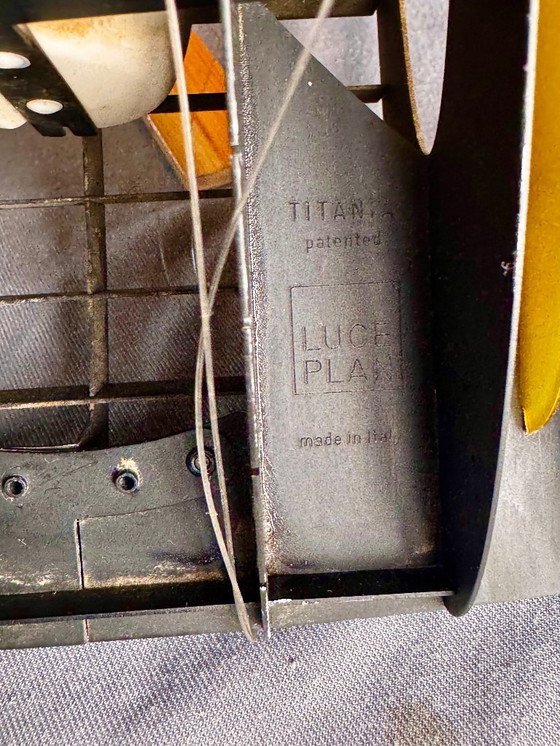 TITANIA
patented
LUCE
PLAN
made in Italy